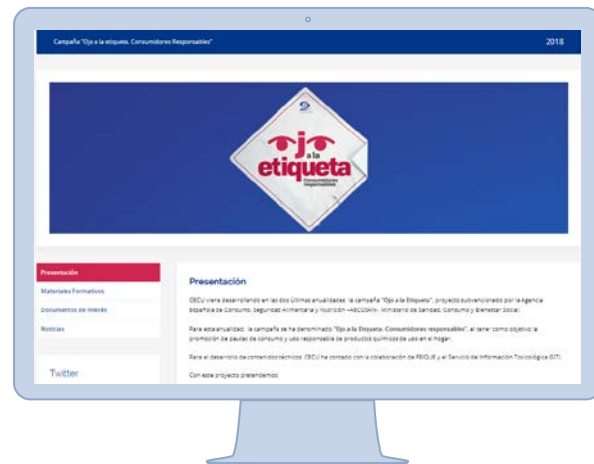 Campaña "Ojo a la etiqueta. Consumidores Responsables"
2018
ojo a la
etiqueta
Consumidores
responsables
Presentación
Materiales Formativos
Documentos de Interés
Noticias
Twitter
Presentación
CECU viene desarrollando en las dos últimas anualidades la campaña "Ojo a la Etiqueta", proyecto subvencionado por la Agencia
Española de Consumo, Seguridad Alimentaria y Nutrición -AECOSAN-, Ministerio de Sanidad, Consumo y Bienestar Social.
Para esta anualidad, la campaña se ha denominado "Ojo a la Etiqueta. Consumidores responsables", al tener como objetivo la
promoción de pautas de consumo y uso responsable de productos químicos de uso en el hogar.
Para el desarrollo de contenidos técnicos, CECU ha contado con la colaboración de FEIQUE y el Servicio de Información Toxicológica (SIT).
Con este proyecto pretendemos: